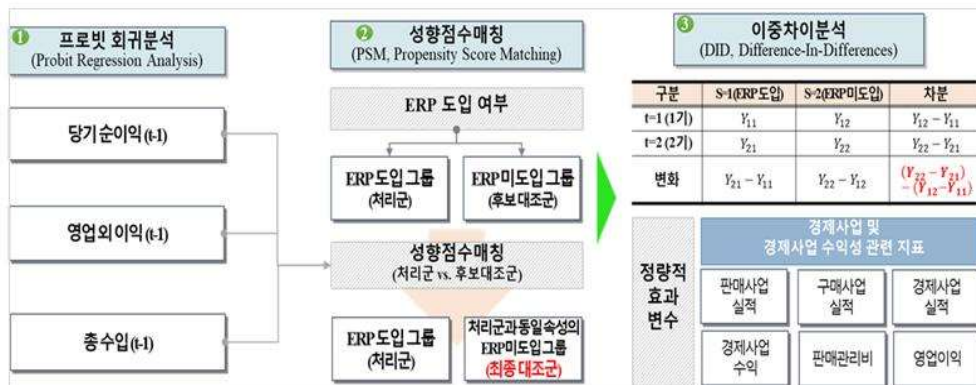 1 프로빗 회귀분석
(Probit Regression Analysis)
당기 순이익(t-1)
영업외 이익(t-1)
총 수입(t-1)
2 성향점수매칭
(PSM, Propensity Score Matching)
ERP 도입 여부
ERP 도입 그룹
(처리군)
ERP미도입 그룹
(후보 대조군)
성향점수매칭
(처리군 vs. 후보대조군)
ERP 도입 그룹
(처리군)
처리군과 동일 속성의
ERP미도입 그룹
(최종 대조군)
3 이중차이분석
(DID, Difference-In-Differences)
구분 S=1(ERP도입) S=2(ERP미도입) 차분
t=1 (1기) Y11 Y12 Y12 − Y11
t=2 (2기) Y21 Y22 Y22 − Y21
변화 Y21 − Y11 Y22 − Y12 (Y22 − Y21)
− (Y12−Y11)
정량적
효과
변수
경제사업 및
경제사업 수익성 관련 지표
판매사업
실적
구매사업
실적
경제사업
실적
경제사업
수익
판매관리비
영업이익